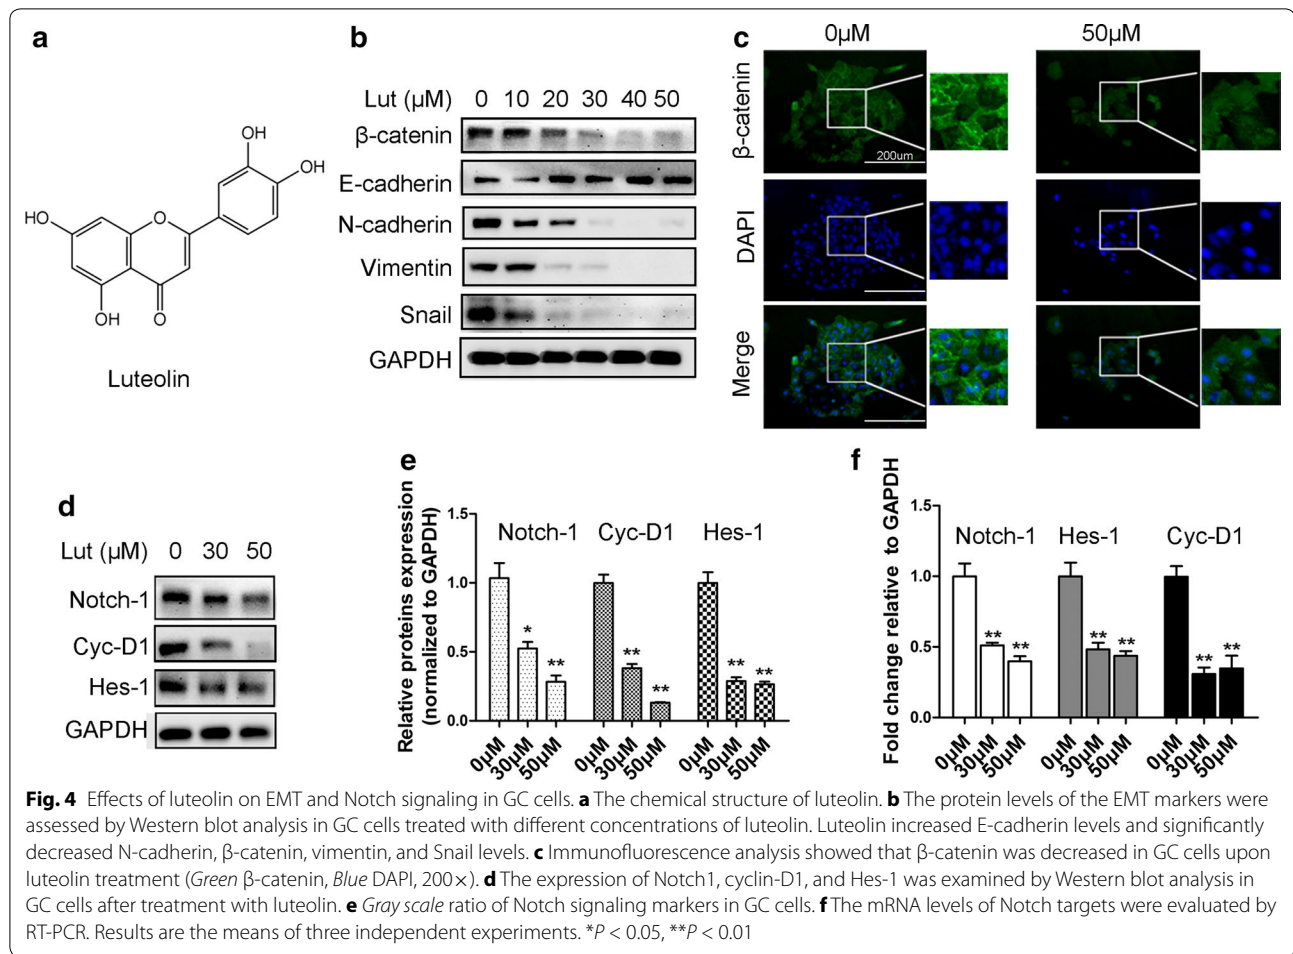 a
OH
OH
HO
O
OH
O
Luteolin
b
Lut (µM) 0 10 20 30 40 50
β-catenin
E-cadherin
N-cadherin
Vimentin
Snail
GAPDH
c
0µM 50µM
β-catenin
200um
DAPI
Merge
d
Lut (µM) 0 30 50
Notch-1
Cyc-D1
Hes-1
GAPDH
e
Relative proteins expression
(normalized to GAPDH)
1.5
1.0
0.5
0.0
Notch-1 Cyc-D1 Hes-1
* ** ** ** ** **
0µM 30µM 50µM 0µM 30µM 50µM 0µM 30µM 50µM
f
Fold change relative to GAPDH
1.5
1.0
0.5
0.0
Notch-1 Hes-1 Cyc-D1
** ** ** ** ** **
0µM 30µM 50µM 0µM 30µM 50µM 0µM 30µM 50µM
Fig. 4 Effects of luteolin on EMT and Notch signaling in GC cells. a The chemical structure of luteolin. b The protein levels of the EMT markers were
assessed by Western blot analysis in GC cells treated with different concentrations of luteolin. Luteolin increased E-cadherin levels and significantly
decreased N-cadherin, β-catenin, vimentin, and Snail levels. c Immunofluorescence analysis showed that β-catenin was decreased in GC cells upon
luteolin treatment (Green β-catenin, Blue DAPI, 200×). d The expression of Notch1, cyclin-D1, and Hes-1 was examined by Western blot analysis in
GC cells after treatment with luteolin. e Gray scale ratio of Notch signaling markers in GC cells. f The mRNA levels of Notch targets were evaluated by
RT-PCR. Results are the means of three independent experiments. *P < 0.05, **P < 0.01